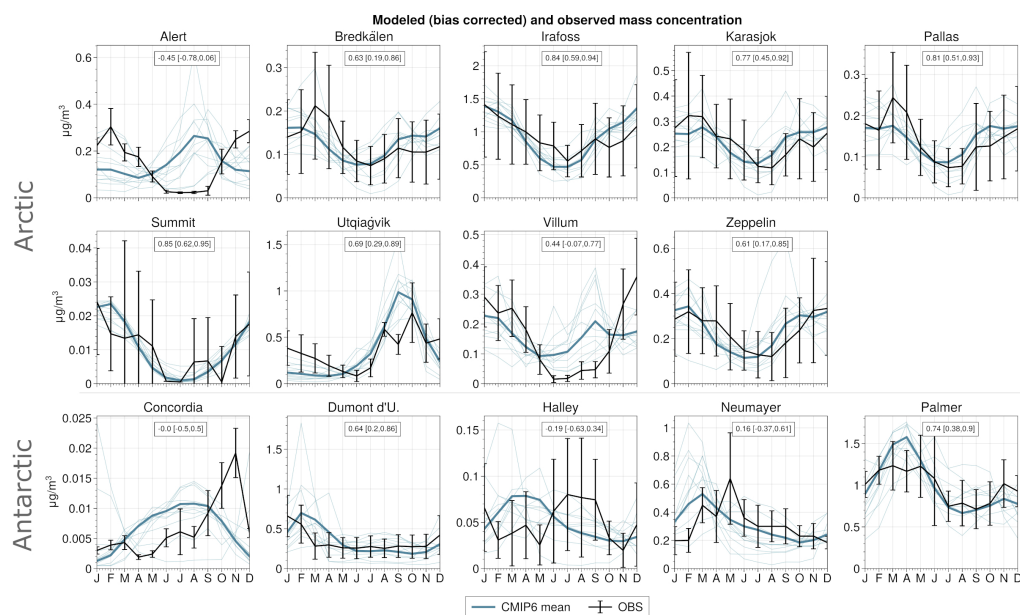 Modeled (bias corrected) and observed mass concentration
Arctic
Alert
-0.45 [-0.78,0.06]
µg/m³
0.6
0.4
0.2
0
Bredkälen
0.63 [0.19,0.86]
0.3
0.2
0.1
0
Irafoss
0.84 [0.59,0.94]
2
1.5
1
0.5
0
Karasjok
0.77 [0.45,0.92]
0.6
0.4
0.2
0
Pallas
0.81 [0.51,0.93]
0.3
0.2
0.1
0
Summit
0.85 [0.62,0.95]
µg/m³
0.04
0.03
0.02
0.01
0
Utqiaġvik
0.69 [0.29,0.89]
1.5
1
0.5
0
Villum
0.44 [-0.07,0.77]
0.5
0.4
0.3
0.2
0.1
0
Zeppelin
0.61 [0.17,0.85]
0.6
0.4
0.2
0
Antarctic
Concordia
-0.0 [-0.5,0.5]
µg/m³
0.025
0.02
0.015
0.01
0.005
0
J F M A M J J A S O N D
Dumont d'U.
0.64 [0.2,0.86]
2
1.5
1
0.5
0
J F M A M J J A S O N D
Halley
-0.19 [-0.63,0.34]
0.15
0.1
0.05
0
J F M A M J J A S O N D
Neumayer
0.16 [-0.37,0.61]
1
0.8
0.6
0.4
0.2
0
J F M A M J J A S O N D
Palmer
0.74 [0.38,0.9]
1.5
1
0.5
0
J F M A M J J A S O N D
CMIP6 mean
OBS